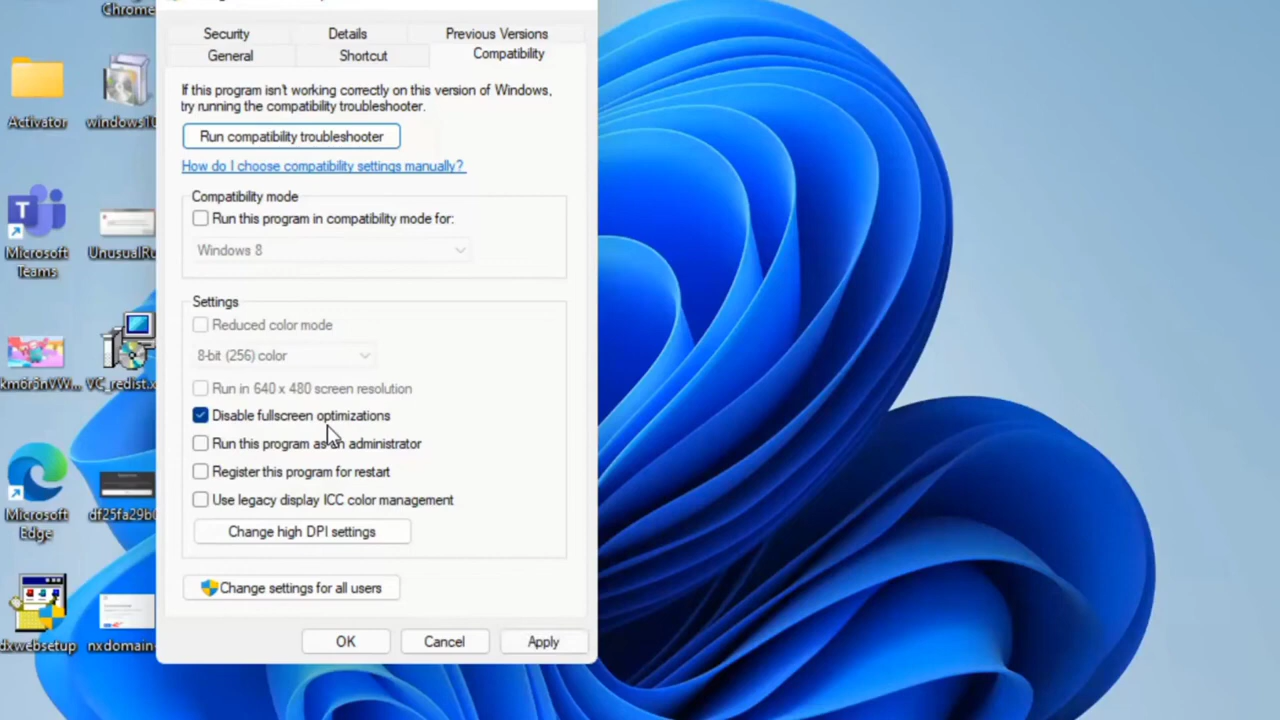 Chrome
Activator
windows10
Microsoft
Teams
UnusualRu
km6r5nVW...
VC_redist.x
Microsoft
Edge
df25fa29b
dxwebsetup
nxdomain
Security
Details
Previous Versions
General
Shortcut
Compatibility
If this program isn't working correctly on this version of Windows,
try running the compatibility troubleshooter.
Run compatibility troubleshooter
How do I choose compatibility settings manually?
Compatibility mode
Run this program in compatibility mode for:
Windows 8
Settings
Reduced color mode
8-bit (256) color
Run in 640 x 480 screen resolution
Disable fullscreen optimizations
Run this program as an administrator
Register this program for restart
Use legacy display ICC color management
Change high DPI settings
Change settings for all users
OK
Cancel
Apply